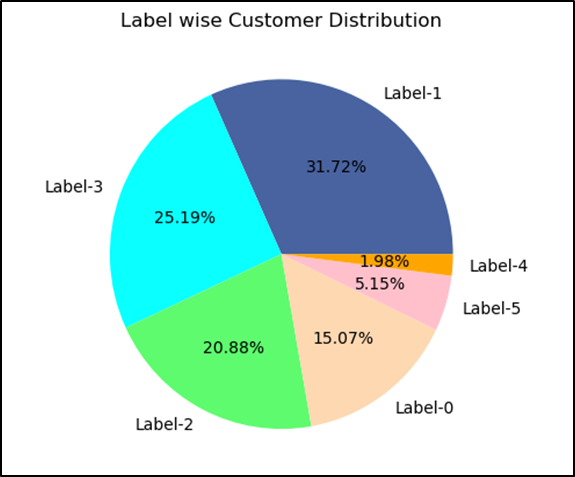 Label wise Customer Distribution
Label-1
31.72%
Label-3
25.19%
1.98%
Label-4
5.15%
Label-5
20.88%
15.07%
Label-0
Label-2